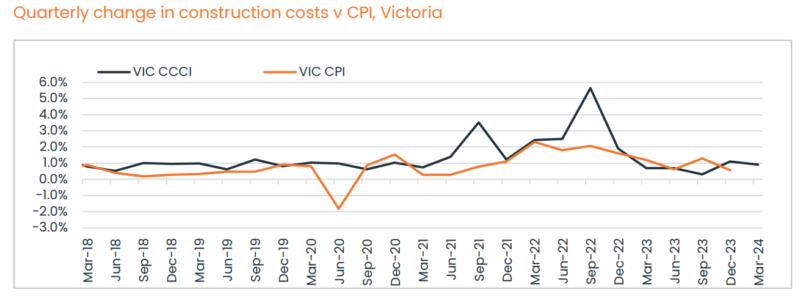 Quarterly change in construction costs v CPI, Victoria
VIC CCCI
VIC CPI
6.0%
5.0%
4.0%
3.0%
2.0%
1.0%
0.0%
−1.0%
−2.0%
−3.0%
Mar-18
Jun-18
Sep-18
Dec-18
Mar-19
Jun-19
Sep-19
Dec-19
Mar-20
Jun-20
Sep-20
Dec-20
Mar-21
Jun-21
Sep-21
Dec-21
Mar-22
Jun-22
Sep-22
Dec-22
Mar-23
Jun-23
Sep-23
Dec-23
Mar-24